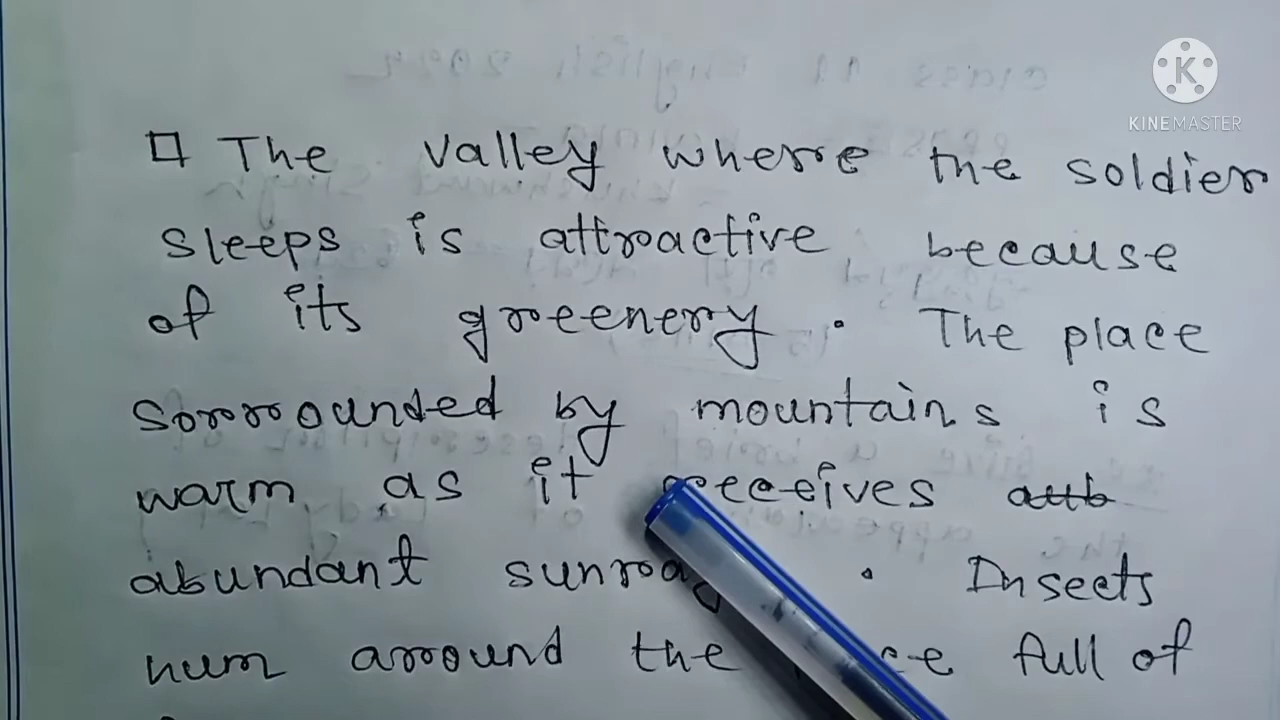 KINEMASTER
□ The valley where the soldier
sleeps is attractive because
of its greenery. The place
sorrounded by mountains is
warm as it receives
abundant . Insects
hum around the full of